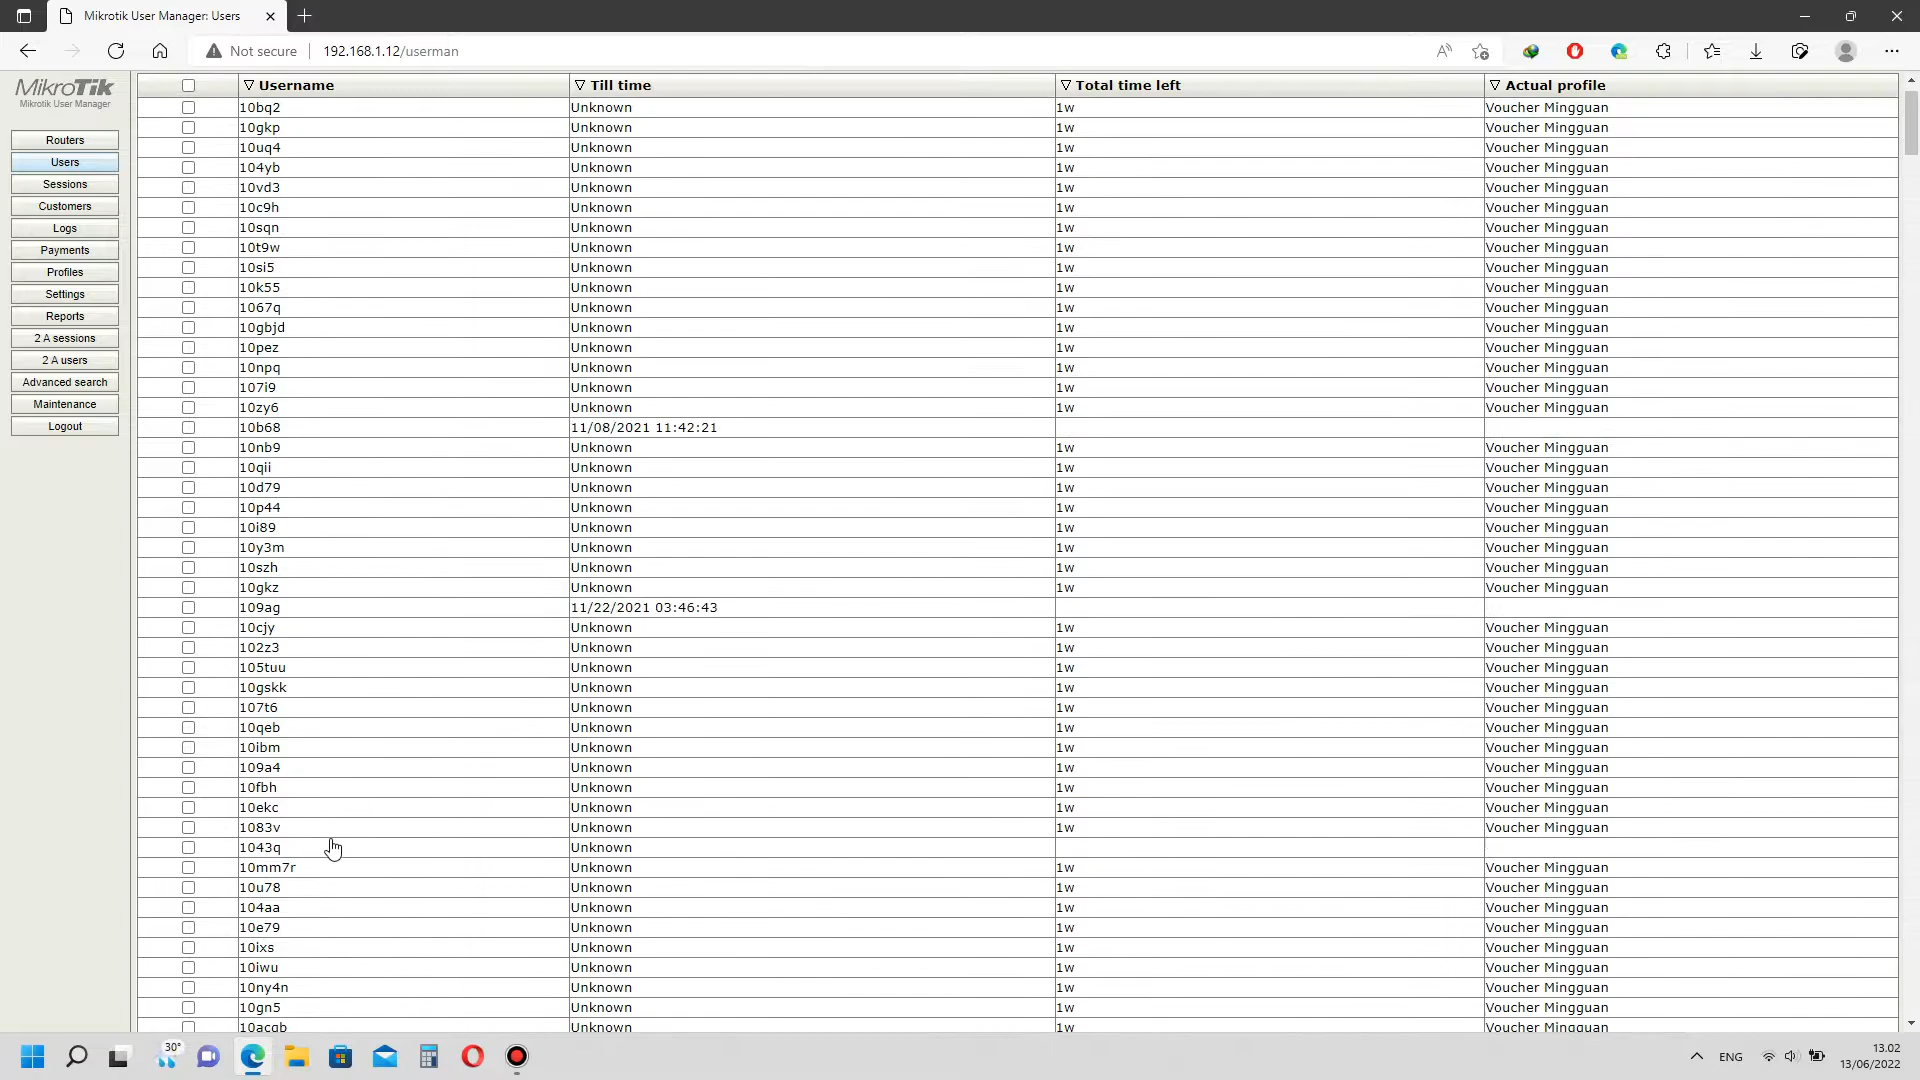 Mikrotik User Manager: Users
Not secure 192.168.1.12/userman
MikroTik
Mikrotik User Manager
Routers
Users
Sessions
Customers
Logs
Payments
Profiles
Settings
Reports
2 A sessions
2 A users
Advanced search
Maintenance
Logout
▽ Username ▽ Till time ▽ Total time left ▽ Actual profile
10bq2 Unknown 1w Voucher Mingguan
10gkp Unknown 1w Voucher Mingguan
10uq4 Unknown 1w Voucher Mingguan
104yb Unknown 1w Voucher Mingguan
10vd3 Unknown 1w Voucher Mingguan
10c9h Unknown 1w Voucher Mingguan
10sqn Unknown 1w Voucher Mingguan
10t9w Unknown 1w Voucher Mingguan
10si5 Unknown 1w Voucher Mingguan
10k55 Unknown 1w Voucher Mingguan
1067q Unknown 1w Voucher Mingguan
10gbjd Unknown 1w Voucher Mingguan
10pez Unknown 1w Voucher Mingguan
10npq Unknown 1w Voucher Mingguan
107i9 Unknown 1w Voucher Mingguan
10zy6 Unknown 1w Voucher Mingguan
10b68 11/08/2021 11:42:21
10nb9 Unknown 1w Voucher Mingguan
10qii Unknown 1w Voucher Mingguan
10d79 Unknown 1w Voucher Mingguan
10p44 Unknown 1w Voucher Mingguan
10i89 Unknown 1w Voucher Mingguan
10y3m Unknown 1w Voucher Mingguan
10szh Unknown 1w Voucher Mingguan
10gkz Unknown 1w Voucher Mingguan
109ag 11/22/2021 03:46:43
10cjy Unknown 1w Voucher Mingguan
102z3 Unknown 1w Voucher Mingguan
105tuu Unknown 1w Voucher Mingguan
10gskk Unknown 1w Voucher Mingguan
107t6 Unknown 1w Voucher Mingguan
10qeb Unknown 1w Voucher Mingguan
10ibm Unknown 1w Voucher Mingguan
109a4 Unknown 1w Voucher Mingguan
10fbh Unknown 1w Voucher Mingguan
10ekc Unknown 1w Voucher Mingguan
1083v Unknown 1w Voucher Mingguan
1043q Unknown
10mm7r Unknown 1w Voucher Mingguan
10u78 Unknown 1w Voucher Mingguan
104aa Unknown 1w Voucher Mingguan
10e79 Unknown 1w Voucher Mingguan
10ixs Unknown 1w Voucher Mingguan
10iwu Unknown 1w Voucher Mingguan
10ny4n Unknown 1w Voucher Mingguan
10gn5 Unknown 1w Voucher Mingguan
Unknown 1w Voucher Mingguan
30°
ENG
13.02
13/06/2022